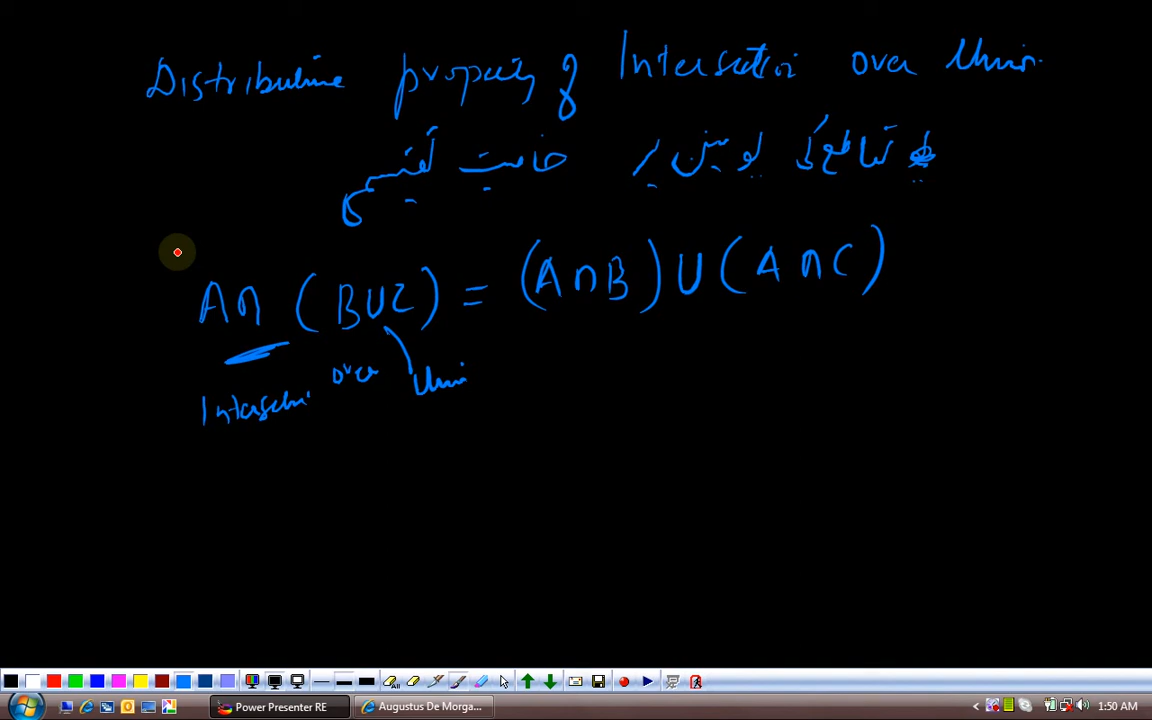 Distributive property of Intersection over Union
تقاطع کی یونین پر خاصیت تقسیمی
A∩ (B∪C) = (A∩B) ∪ (A∩C)
Intersection over Union
Power Presenter RE
Augustus De Morga...
1:50 AM